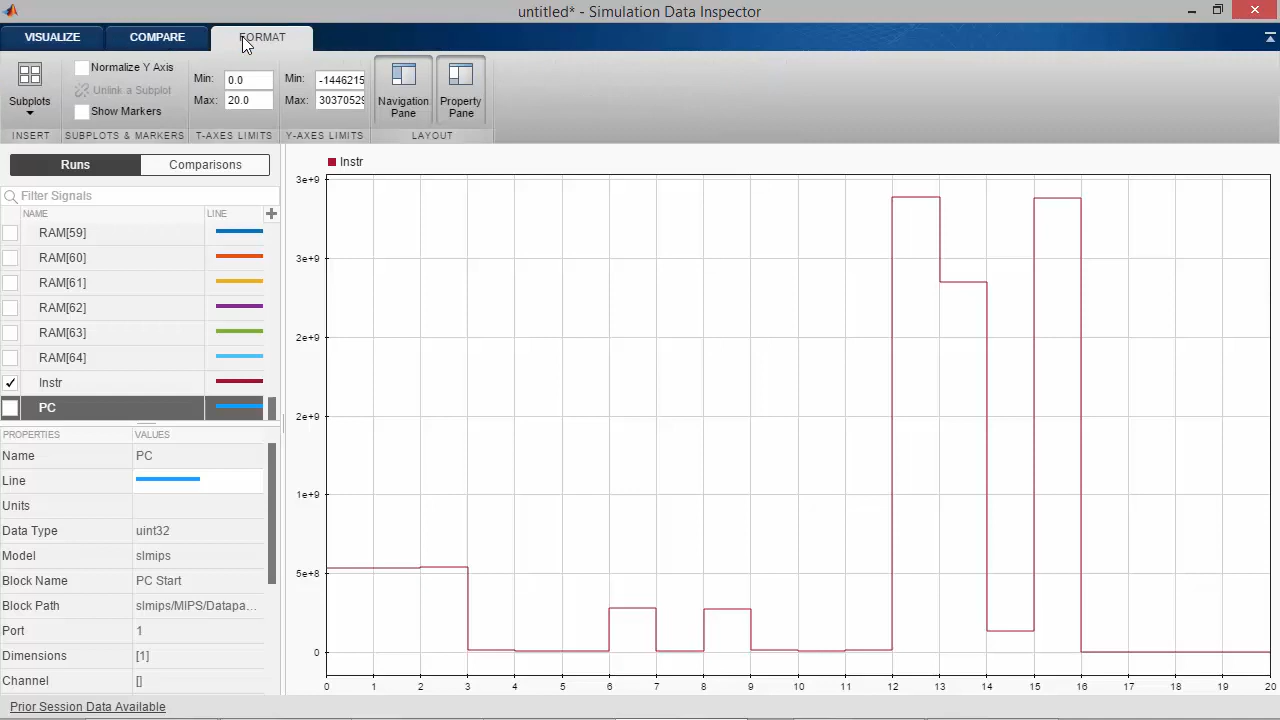 untitled* - Simulation Data Inspector
VISUALIZE COMPARE FORMAT
Subplots
Normalize Y Axis
Unlink a Subplot
Show Markers
Min: 0.0
Max: 20.0
Min: -1446215
Max: 30370529
Navigation Pane
Property Pane
INSERT SUBPLOTS & MARKERS T-AXES LIMITS Y-AXES LIMITS LAYOUT
Runs Comparisons
Filter Signals
NAME LINE
RAM[59]
RAM[60]
RAM[61]
RAM[62]
RAM[63]
RAM[64]
Instr
PC
PROPERTIES VALUES
Name PC
Line
Units
Data Type uint32
Model slmips
Block Name PC Start
Block Path slmips/MIPS/Datapa...
Port 1
Dimensions [1]
Channel []
Prior Session Data Available
Instr
3e+9
3e+9
2e+9
2e+9
1e+9
5e+8
0
0 1 2 3 4 5 6 7 8 9 10 11 12 13 14 15 16 17 18 19 20